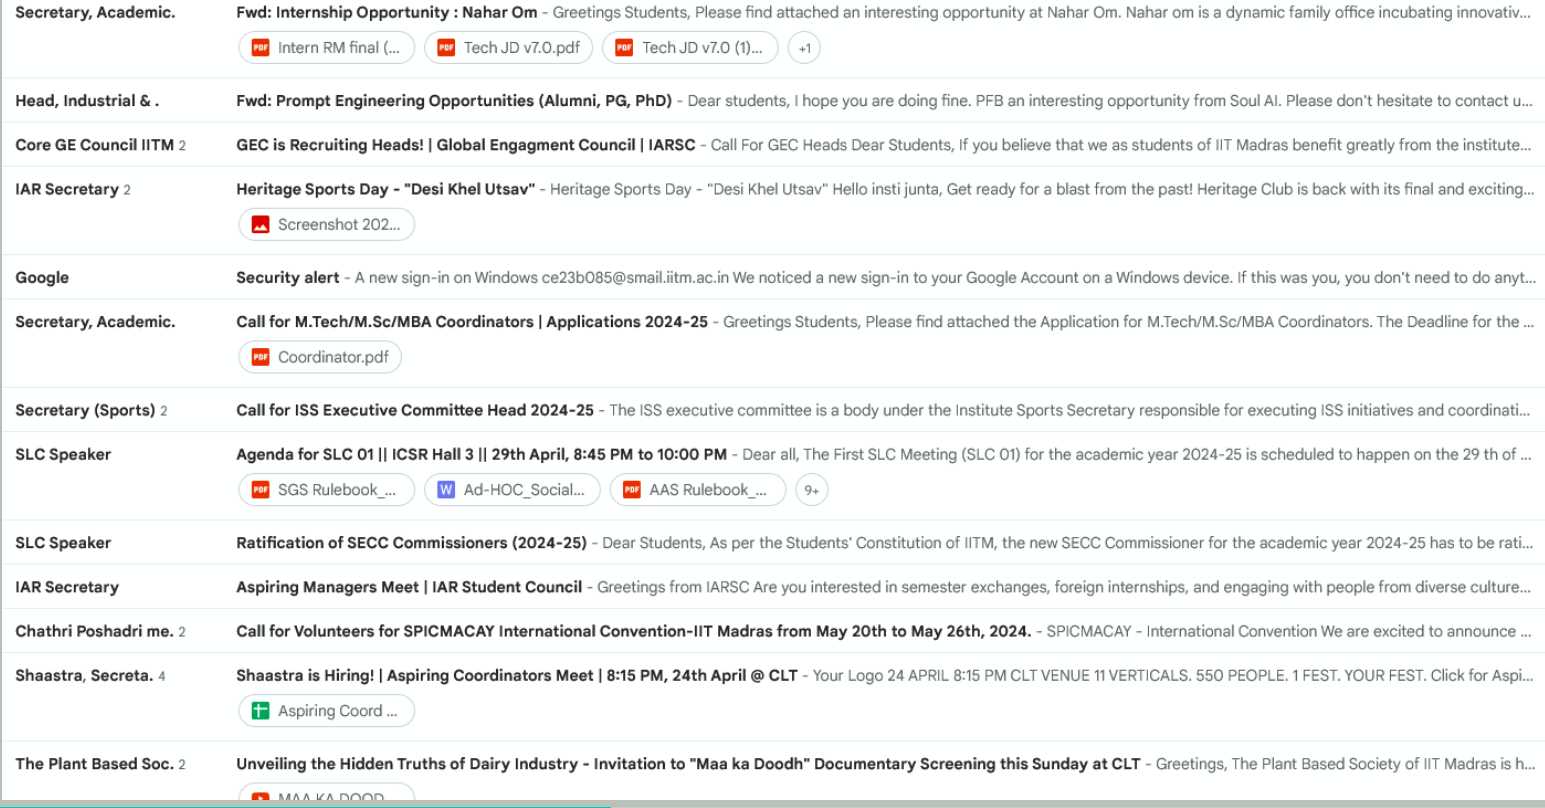 Secretary, Academic. Fwd: Internship Opportunity : Nahar Om - Greetings Students, Please find attached an interesting opportunity at Nahar Om. Nahar om is a dynamic family office incubating innovativ...
Intern RM final (... Tech JD v7.0.pdf Tech JD v7.0 (1)... +1
Head, Industrial & . Fwd: Prompt Engineering Opportunities (Alumni, PG, PhD) - Dear students, I hope you are doing fine. PFB an interesting opportunity from Soul AI. Please don't hesitate to contact u...
Core GE Council IITM 2 GEC is Recruiting Heads! | Global Engagment Council | IARSC - Call For GEC Heads Dear Students, If you believe that we as students of IIT Madras benefit greatly from the institute...
IAR Secretary 2 Heritage Sports Day - "Desi Khel Utsav" - Heritage Sports Day - "Desi Khel Utsav" Hello insti junta, Get ready for a blast from the past! Heritage Club is back with its final and exciting...
Screenshot 202...
Google Security alert - A new sign-in on Windows ce23b085@smail.iitm.ac.in We noticed a new sign-in to your Google Account on a Windows device. If this was you, you don't need to do anyt...
Secretary, Academic. Call for M.Tech/M.Sc/MBA Coordinators | Applications 2024-25 - Greetings Students, Please find attached the Application for M.Tech/M.Sc/MBA Coordinators. The Deadline for the ...
Coordinator.pdf
Secretary (Sports) 2 Call for ISS Executive Committee Head 2024-25 - The ISS executive committee is a body under the Institute Sports Secretary responsible for executing ISS initiatives and coordinati...
SLC Speaker Agenda for SLC 01 || ICSR Hall 3 || 29th April, 8:45 PM to 10:00 PM - Dear all, The First SLC Meeting (SLC 01) for the academic year 2024-25 is scheduled to happen on the 29 th of ...
SGS Rulebook_... W Ad-HOC_Social... AAS Rulebook_... 9+
SLC Speaker Ratification of SECC Commissioners (2024-25) - Dear Students, As per the Students' Constitution of IITM, the new SECC Commissioner for the academic year 2024-25 has to be rati...
IAR Secretary Aspiring Managers Meet | IAR Student Council - Greetings from IARSC Are you interested in semester exchanges, foreign internships, and engaging with people from diverse culture...
Chathri Poshadri me. 2 Call for Volunteers for SPICMACAY International Convention-IIT Madras from May 20th to May 26th, 2024. - SPICMACAY - International Convention We are excited to announce ...
Shaastra, Secreta. 4 Shaastra is Hiring! | Aspiring Coordinators Meet | 8:15 PM, 24th April @ CLT - Your Logo 24 APRIL 8:15 PM CLT VENUE 11 VERTICALS. 550 PEOPLE. 1 FEST. YOUR FEST. Click for Aspi...
Aspiring Coord ...
The Plant Based Soc. 2 Unveiling the Hidden Truths of Dairy Industry - Invitation to "Maa ka Doodh" Documentary Screening this Sunday at CLT - Greetings, The Plant Based Society of IIT Madras is h...
MAA KA DOOD...